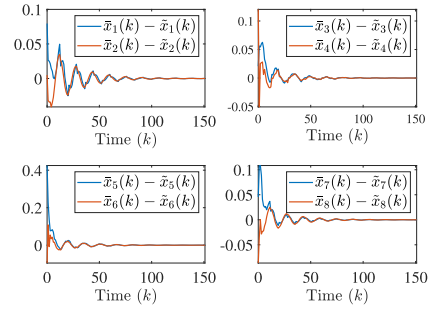 0.1
0.05
0
x̄₁(k) − x̃₁(k)
x̄₂(k) − x̃₂(k)
0 50 100 150
Time (k)
0.1
0.05
0
-0.05
x̄₃(k) − x̃₃(k)
x̄₄(k) − x̃₄(k)
0 50 100 150
Time (k)
0.4
0.2
0
x̄₅(k) − x̃₅(k)
x̄₆(k) − x̃₆(k)
0 50 100 150
Time (k)
0.1
0.05
0
-0.05
x̄₇(k) − x̃₇(k)
x̄₈(k) − x̃₈(k)
0 50 100 150
Time (k)